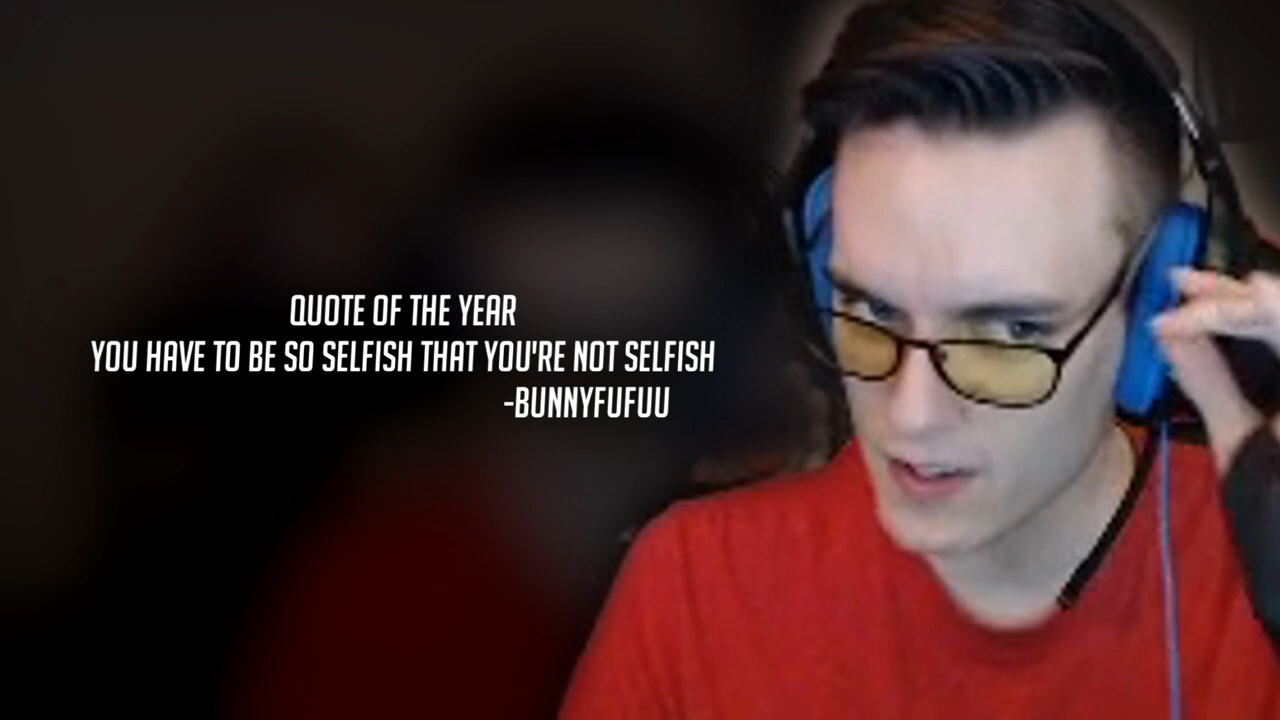 QUOTE OF THE YEAR
YOU HAVE TO BE SO SELFISH THAT YOU'RE NOT SELFISH
-BUNNYFUFUU